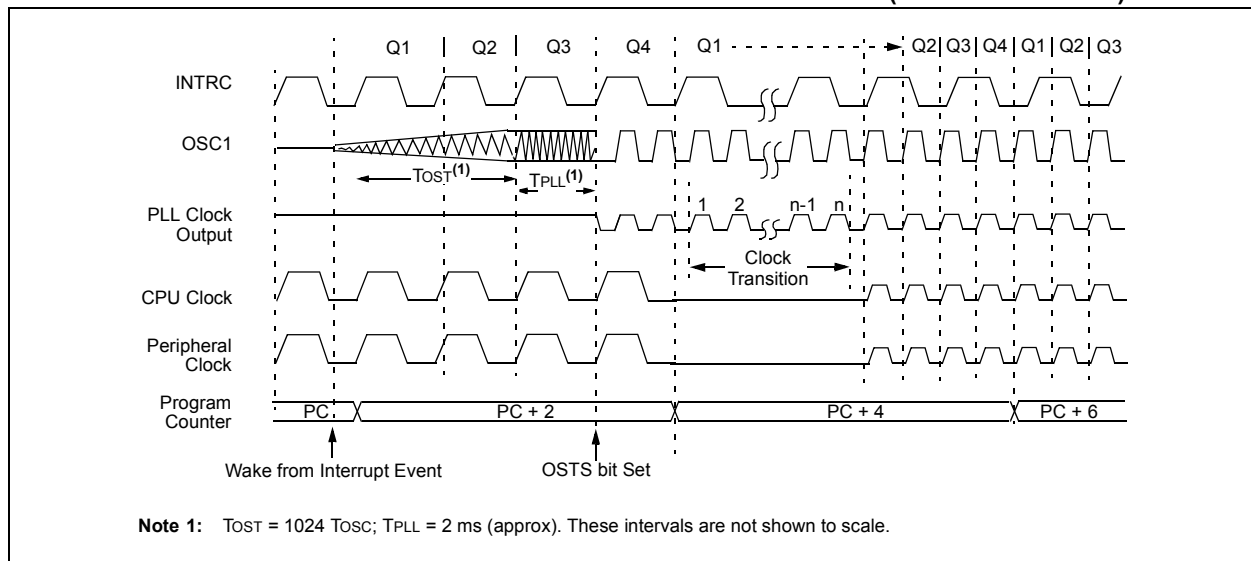 Q1 Q2 Q3 Q4 Q1 Q2 Q3 Q4 Q1 Q2 Q3
INTRC
OSC1
TOST(1)
TPLL(1)
PLL Clock
Output
1 2 n-1 n
Clock
Transition
CPU Clock
Peripheral
Clock
Program
Counter
PC PC + 2 PC + 4 PC + 6
Wake from Interrupt Event
OSTS bit Set
Note 1: TOST = 1024 TOSC; TPLL = 2 ms (approx). These intervals are not shown to scale.